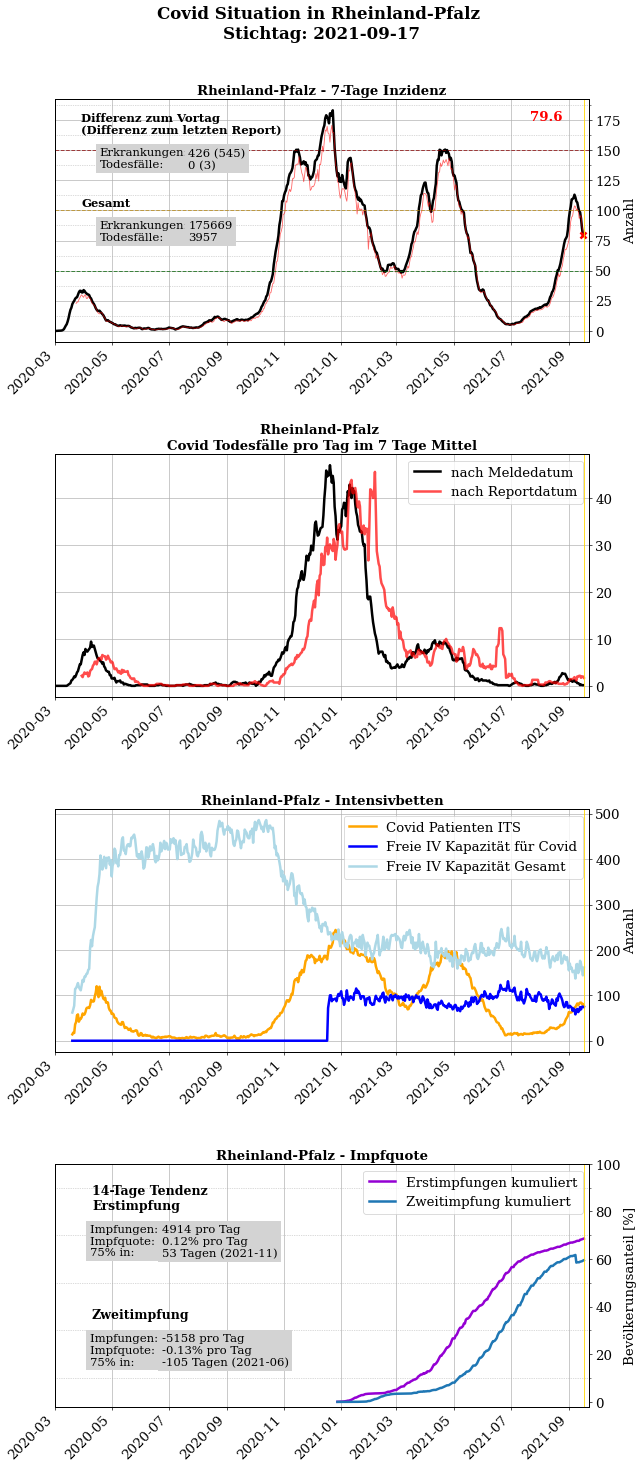 Covid Situation in Rheinland-Pfalz
Stichtag: 2021-09-17
Rheinland-Pfalz - 7-Tage Inzidenz
Differenz zum Vortag
(Differenz zum letzten Report)
Erkrankungen 426 (545)
Todesfälle: 0 (3)
Gesamt
Erkrankungen 175669
Todesfälle: 3957
79.6
175
150
125
100
75
50
25
0
Anzahl
2020-03
2020-05
2020-07
2020-09
2020-11
2021-01
2021-03
2021-05
2021-07
2021-09
Rheinland-Pfalz
Covid Todesfälle pro Tag im 7 Tage Mittel
nach Meldedatum
nach Reportdatum
40
30
20
10
0
2020-03
2020-05
2020-07
2020-09
2020-11
2021-01
2021-03
2021-05
2021-07
2021-09
Rheinland-Pfalz - Intensivbetten
Covid Patienten ITS
Freie IV Kapazität für Covid
Freie IV Kapazität Gesamt
500
400
300
200
100
0
Anzahl
2020-03
2020-05
2020-07
2020-09
2020-11
2021-01
2021-03
2021-05
2021-07
2021-09
Rheinland-Pfalz - Impfquote
14-Tage Tendenz
Erstimpfung
Impfungen: 4914 pro Tag
Impfquote: 0.12% pro Tag
75% in: 53 Tagen (2021-11)
Zweitimpfung
Impfungen: -5158 pro Tag
Impfquote: -0.13% pro Tag
75% in: -105 Tagen (2021-06)
Erstimpfungen kumuliert
Zweitimpfung kumuliert
100
80
60
40
20
0
Bevölkerungsanteil [%]
2020-03
2020-05
2020-07
2020-09
2020-11
2021-01
2021-03
2021-05
2021-07
2021-09